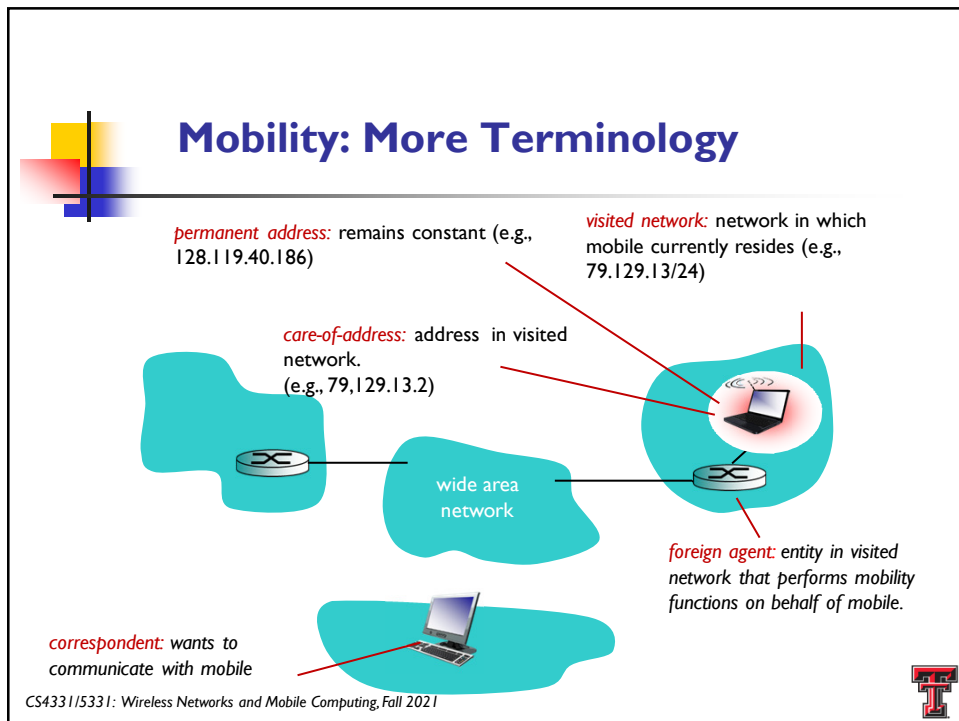 Mobility: More Terminology
permanent address: remains constant (e.g.,
128.119.40.186)
visited network: network in which
mobile currently resides (e.g.,
79.129.13/24)
care-of-address: address in visited
network.
(e.g., 79,129.13.2)
wide area
network
foreign agent: entity in visited
network that performs mobility
functions on behalf of mobile.
correspondent: wants to
communicate with mobile
CS4331/5331: Wireless Networks and Mobile Computing, Fall 2021